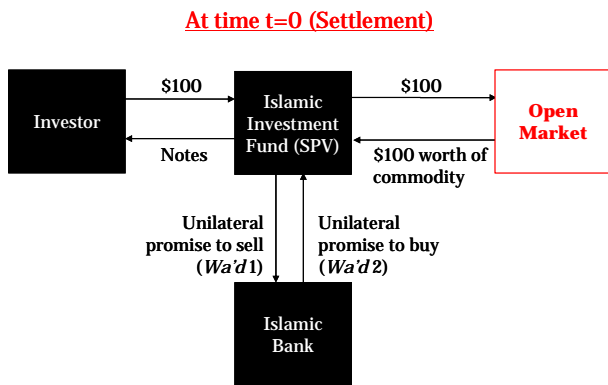 At time t=0 (Settlement)
Investor
$100
Notes
Islamic
Investment
Fund (SPV)
$100
$100 worth of
commodity
Open
Market
Unilateral
promise to sell
(Wa'd 1)
Unilateral
promise to buy
(Wa'd 2)
Islamic
Bank